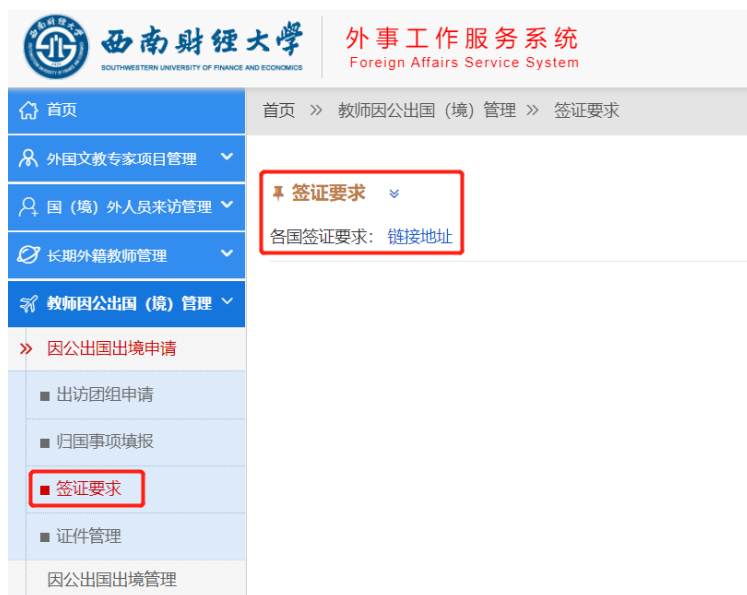 西南财经大学
SOUTHWESTERN UNIVERSITY OF FINANCE AND ECONOMICS
外事工作服务系统
Foreign Affairs Service System
首页
首页 » 教师因公出国（境）管理 » 签证要求
外国文教专家项目管理
国（境）外人员来访管理
长期外籍教师管理
教师因公出国（境）管理
因公出国出境申请
出访团组申请
归国事项填报
签证要求
证件管理
因公出国出境管理
签证要求
各国签证要求： 链接地址